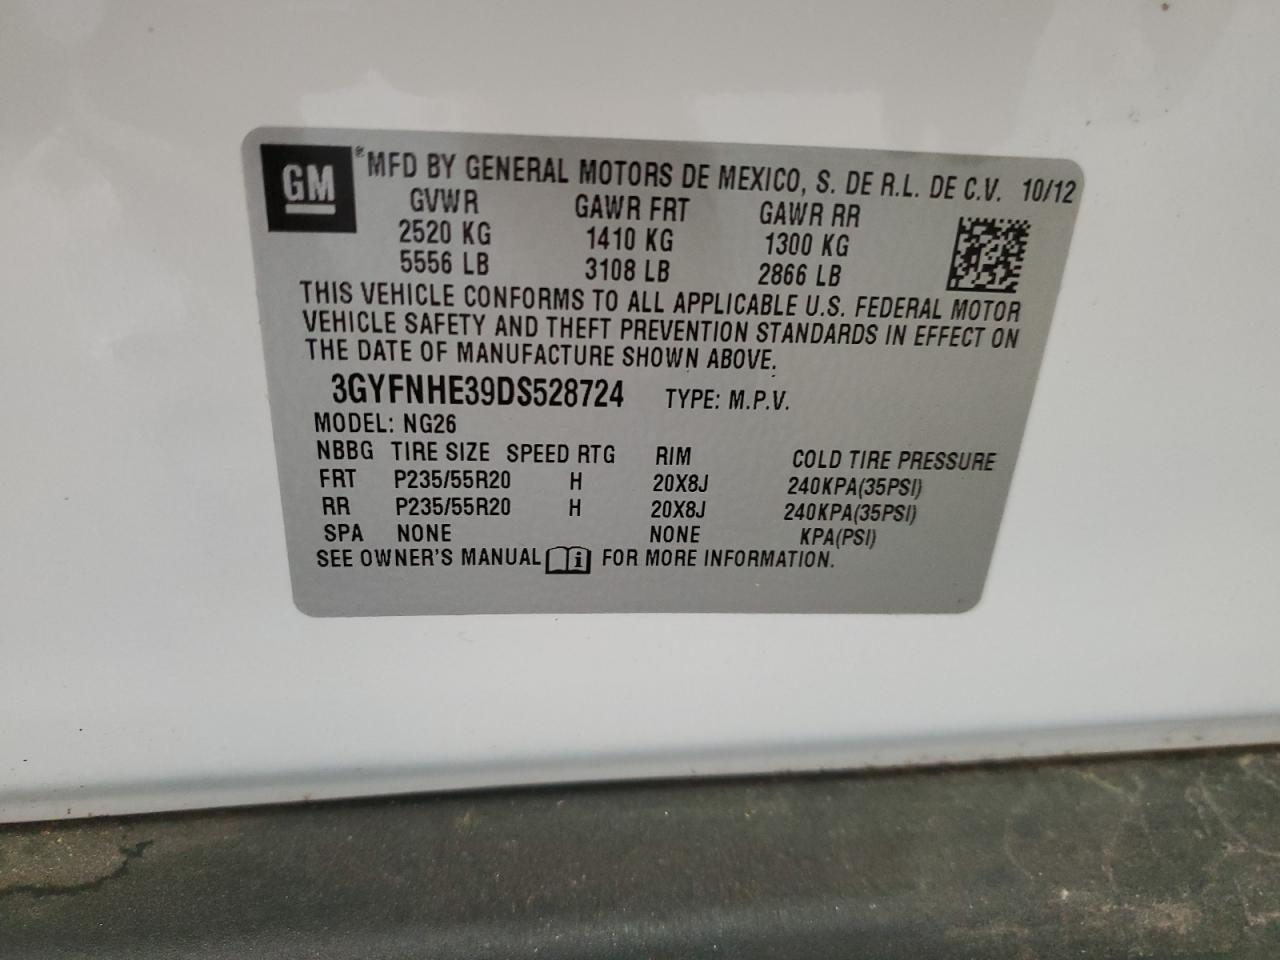 GM ® MFD BY GENERAL MOTORS DE MEXICO, S. DE R.L. DE C.V. 10/12
GVWR GAWR FRT GAWR RR
2520 KG 1410 KG 1300 KG
5556 LB 3108 LB 2866 LB
THIS VEHICLE CONFORMS TO ALL APPLICABLE U.S. FEDERAL MOTOR
VEHICLE SAFETY AND THEFT PREVENTION STANDARDS IN EFFECT ON
THE DATE OF MANUFACTURE SHOWN ABOVE.
3GYFNHE39DS528724 TYPE: M.P.V.
MODEL: NG26
NBBG TIRE SIZE SPEED RTG RIM COLD TIRE PRESSURE
FRT P235/55R20 H 20X8J 240KPA(35PSI)
RR P235/55R20 H 20X8J 240KPA(35PSI)
SPA NONE NONE KPA(PSI)
SEE OWNER'S MANUAL i FOR MORE INFORMATION.